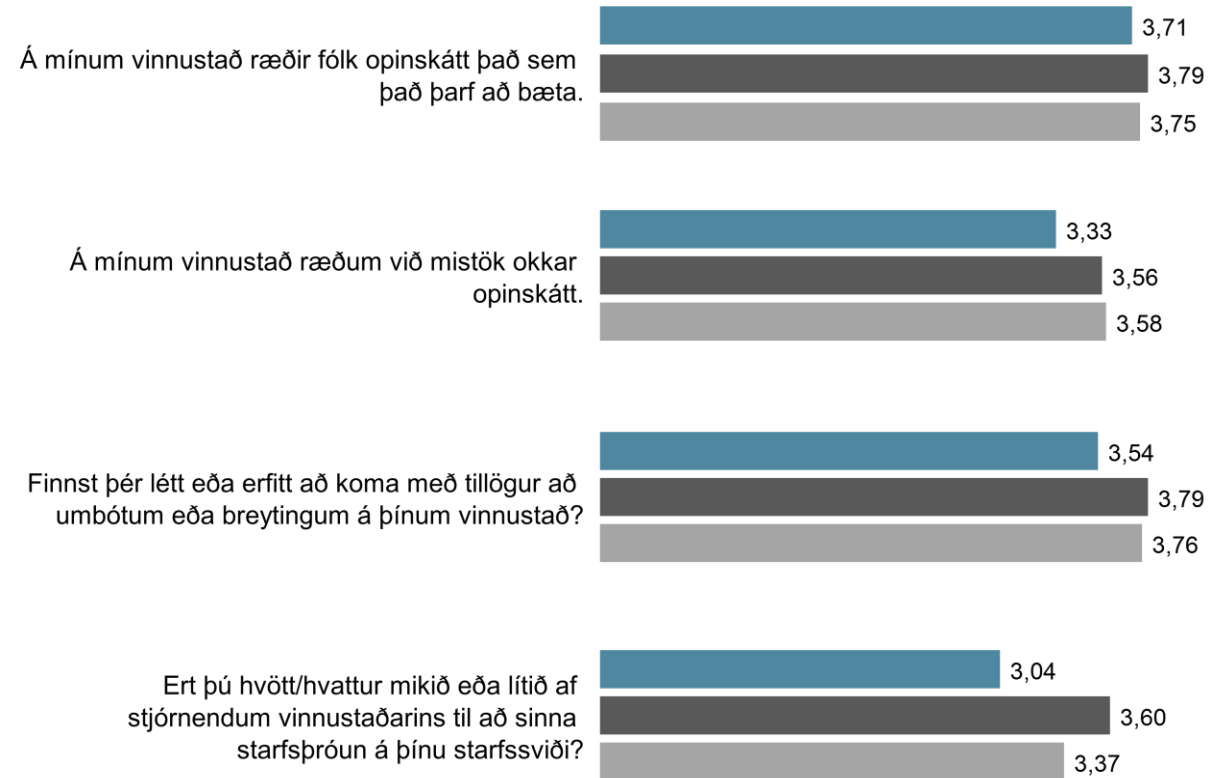 Á mínum vinnustað ræðir fólk opinskátt það sem
það þarf að bæta.
3,71
3,79
3,75
Á mínum vinnustað ræðum við mistök okkar
opinskátt.
3,33
3,56
3,58
Finnst þér létt eða erfitt að koma með tillögur að
umbótum eða breytingum á þínum vinnustað?
3,54
3,79
3,76
Ert þú hvött/hvattur mikið eða lítið af
stjórnendum vinnustaðarins til að sinna
starfsþróun á þínu starfssviði?
3,04
3,60
3,37